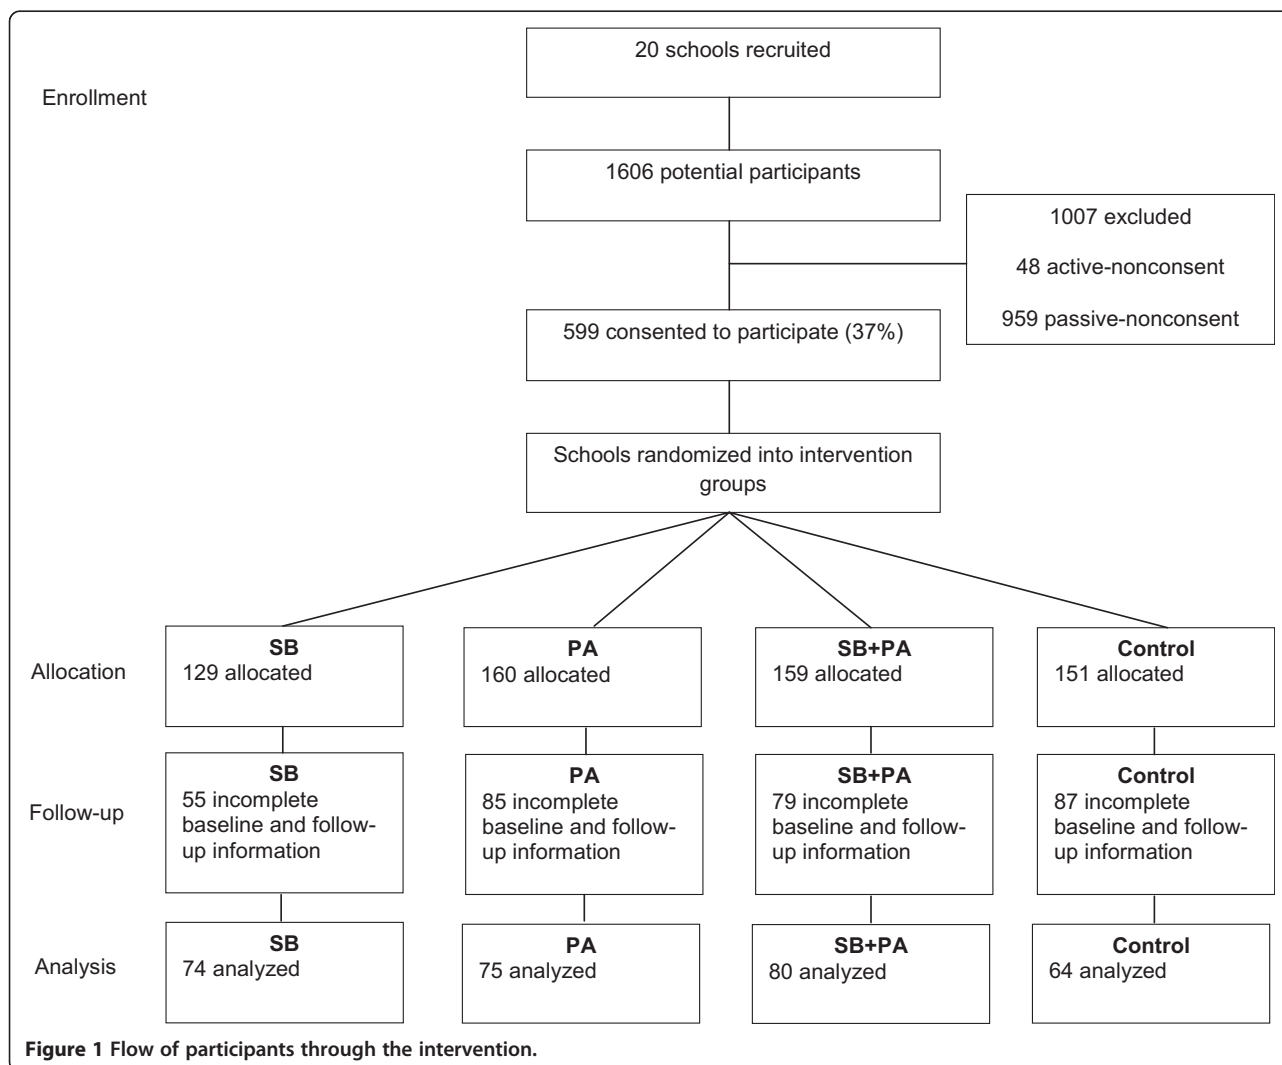 20 schools recruited
Enrollment
1606 potential participants
1007 excluded
48 active-nonconsent
959 passive-nonconsent
599 consented to participate (37%)
Schools randomized into intervention
groups
Allocation
SB
129 allocated
PA
160 allocated
SB+PA
159 allocated
Control
151 allocated
Follow-up
SB
55 incomplete
baseline and follow-
up information
PA
85 incomplete
baseline and follow-
up information
SB+PA
79 incomplete
baseline and follow-
up information
Control
87 incomplete
baseline and follow-
up information
Analysis
SB
74 analyzed
PA
75 analyzed
SB+PA
80 analyzed
Control
64 analyzed
Figure 1 Flow of participants through the intervention.